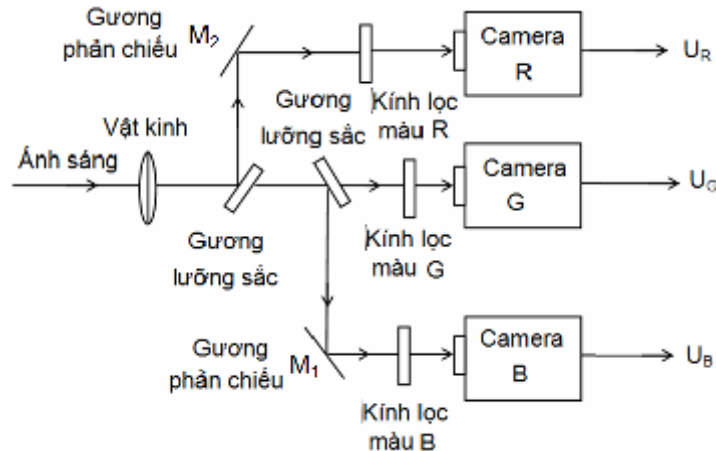 Gương
phản chiếu
M2
Camera
R
UR
Gương
lưỡng sắc
Kính lọc
màu R
Vật kinh
Ánh sáng
Camera
G
UG
Gương
lưỡng sắc
Kính lọc
màu G
Gương
phản chiếu
M1
Camera
B
UB
Kính lọc
màu B